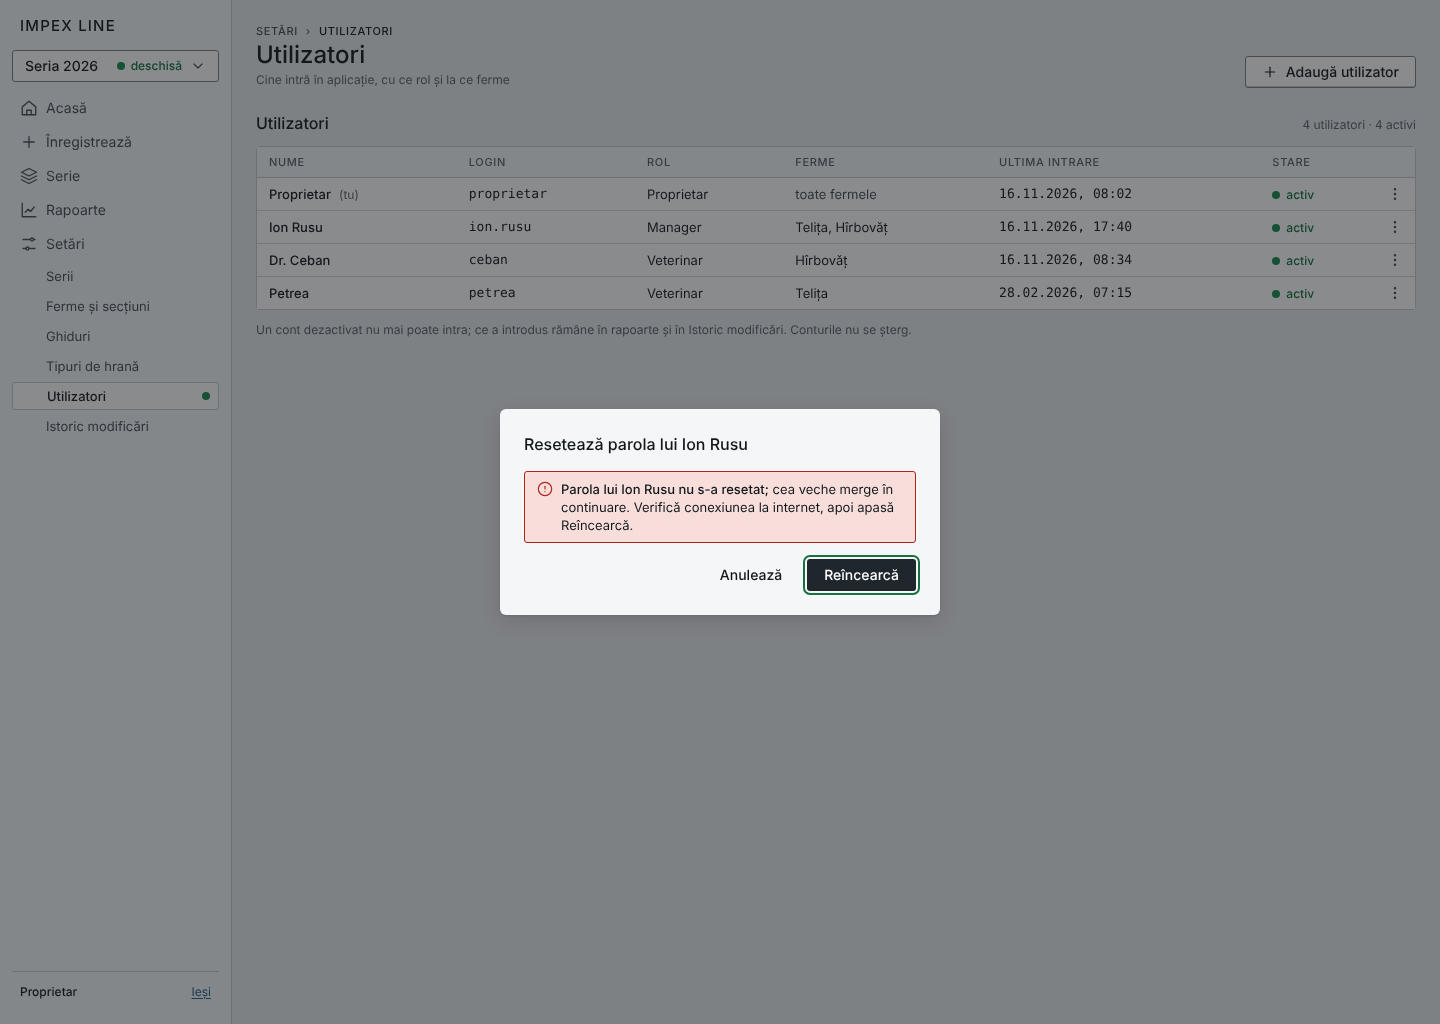 IMPEX LINE
Seria 2026 deschisă
Acasă
Înregistrează
Serie
Rapoarte
Setări
Serii
Ferme și secțiuni
Ghiduri
Tipuri de hrană
Utilizatori
Istoric modificări
Proprietar Ieși
SETĂRI › UTILIZATORI
Utilizatori
Cine intră în aplicație, cu ce rol și la ce ferme
+ Adaugă utilizator
Utilizatori
4 utilizatori · 4 activi
NUME LOGIN ROL FERME ULTIMA INTRARE STARE
Proprietar (tu) proprietar Proprietar toate fermele 16.11.2026, 08:02 activ
Ion Rusu ion.rusu Manager Telița, Hîrbovăț 16.11.2026, 17:40 activ
Dr. Ceban ceban Veterinar Hîrbovăț 16.11.2026, 08:34 activ
Petrea petrea Veterinar Telița 28.02.2026, 07:15 activ
Un cont dezactivat nu mai poate intra; ce a introdus rămâne în rapoarte și în Istoric modificări. Conturile nu se șterg.
Resetează parola lui Ion Rusu
Parola lui Ion Rusu nu s-a resetat; cea veche merge în
continuare. Verifică conexiunea la internet, apoi apasă
Reîncearcă.
Anulează Reîncearcă